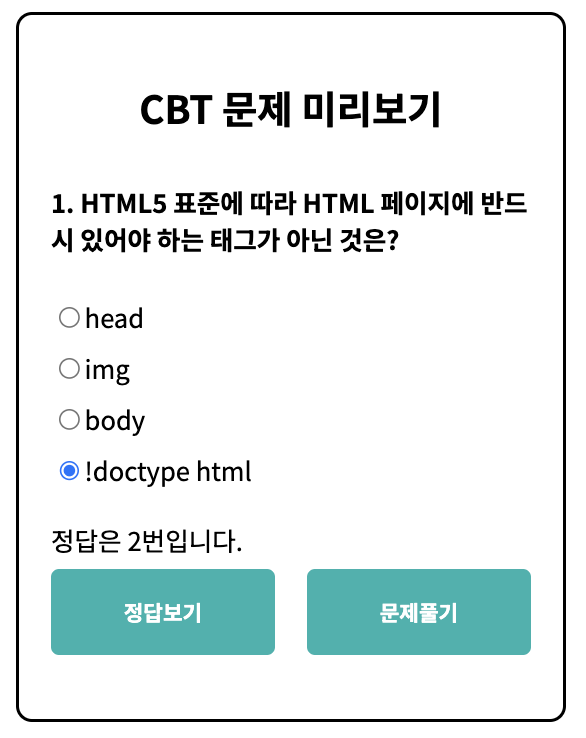 CBT 문제 미리보기
1. HTML5 표준에 따라 HTML 페이지에 반드
시 있어야 하는 태그가 아닌 것은?
head
img
body
!doctype html
정답은 2번입니다.
정답보기 문제풀기